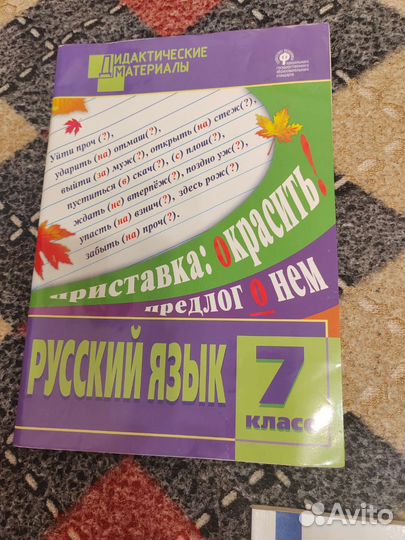 ДИДАКТИЧЕСКИЕ
МАТЕРИАЛЫ
Уйти проч (?),
ударить (на) отмаш(?),
выйти (за) муж(?), открыть (на) стеж(?),
пуститься (в) скач(?), (с) плош(?),
ждать (не) втерпёж(?), поздно уж(?),
упасть (на) взнич(?), здесь рож(?),
забыть (на) проч(?).
приставка: окрасить!
предлог о нем
РУССКИЙ ЯЗЫК
7
класс
Avito